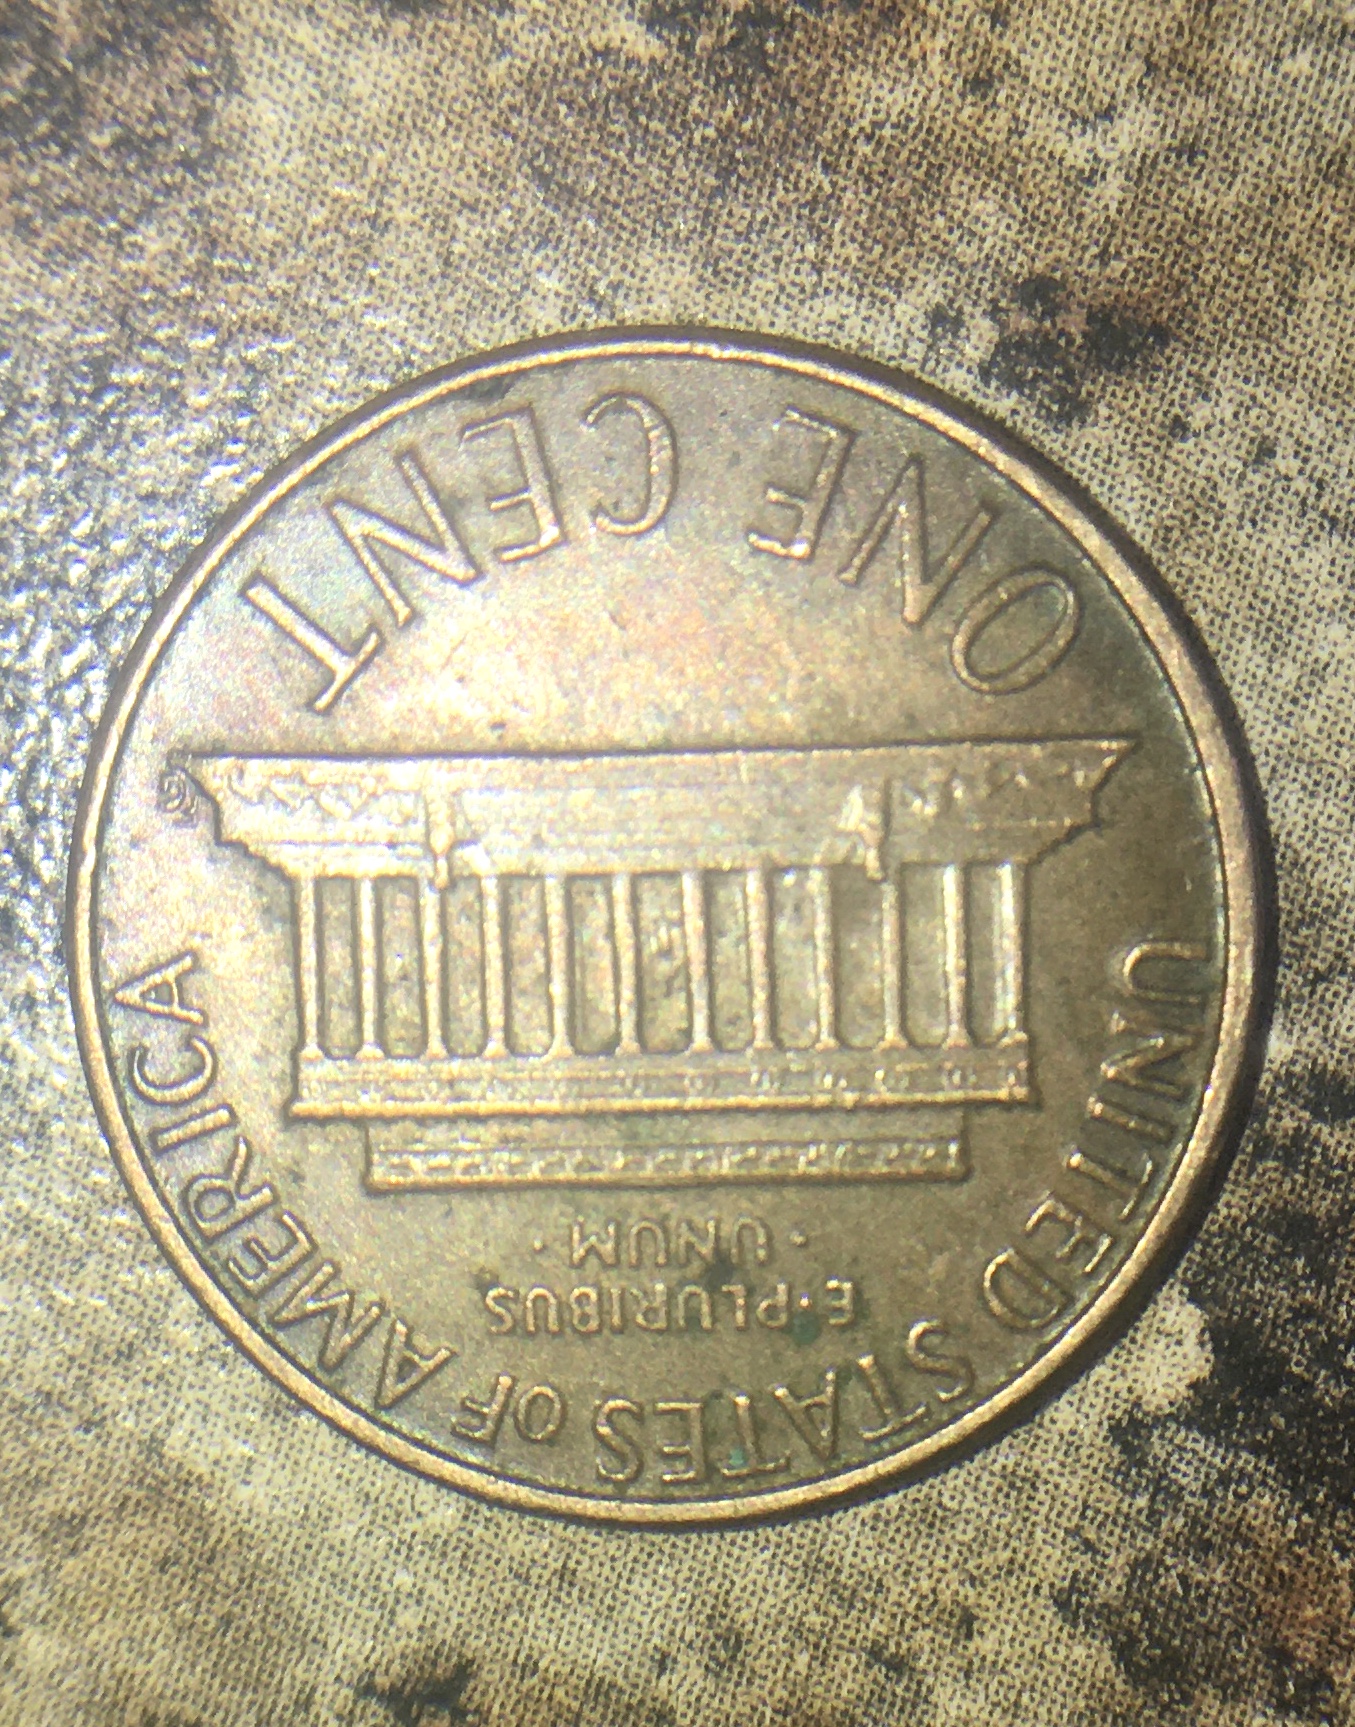 UNITED STATES OF AMERICA
E·PLURIBUS
·UNUM·
ONE CENT